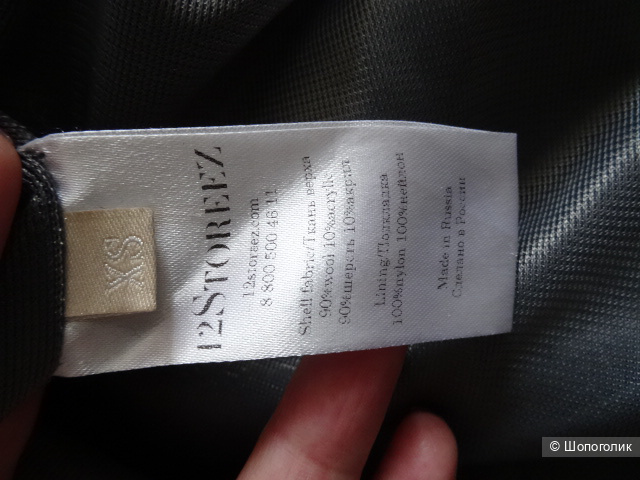 XS
12STOREEZ
12storeez.com
8 800 500 46 11
Shell fabric/Ткань верха
90%wool 10%acrylic
90%шерсть 10%акрил
Lining/Подкладка
100%nylon 100%нейлон
Made in Russia
Сделано в России
© Шопоголик